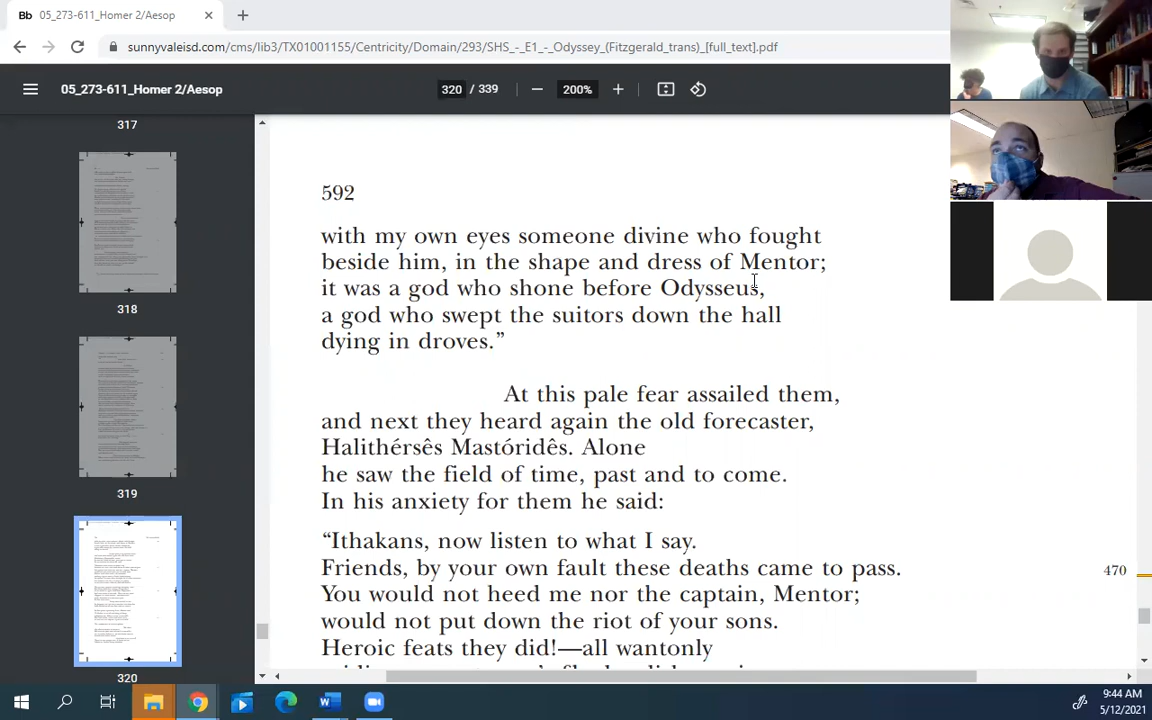 Bb 05_273-611_Homer 2/Aesop
sunnyvaleisd.com/cms/lib3/TX01001155/Centricity/Domain/293/SHS_-_E1_-_Odyssey_(Fitzgerald_trans)_[full_text].pdf
05_273-611_Homer 2/Aesop
320 / 339
200%
317
318
319
320
592
with my own eyes someone divine who fought
beside him, in the shape and dress of Mentor;
it was a god who shone before Odysseus,
a god who swept the suitors down the hall
dying in droves.”
At this pale fear assailed them,
and next they heard again the old forecaster,
Halithérsês Mastóridês. Alone
he saw the field of time, past and to come.
In his anxiety for them he said:
“Ithakans, now listen to what I say.
Friends, by your own fault these deaths came to pass. 470
You would not heed me nor the captain, Mentor;
would not put down the riot of your sons.
Heroic feats they did!—all wantonly
9:44 AM
5/12/2021